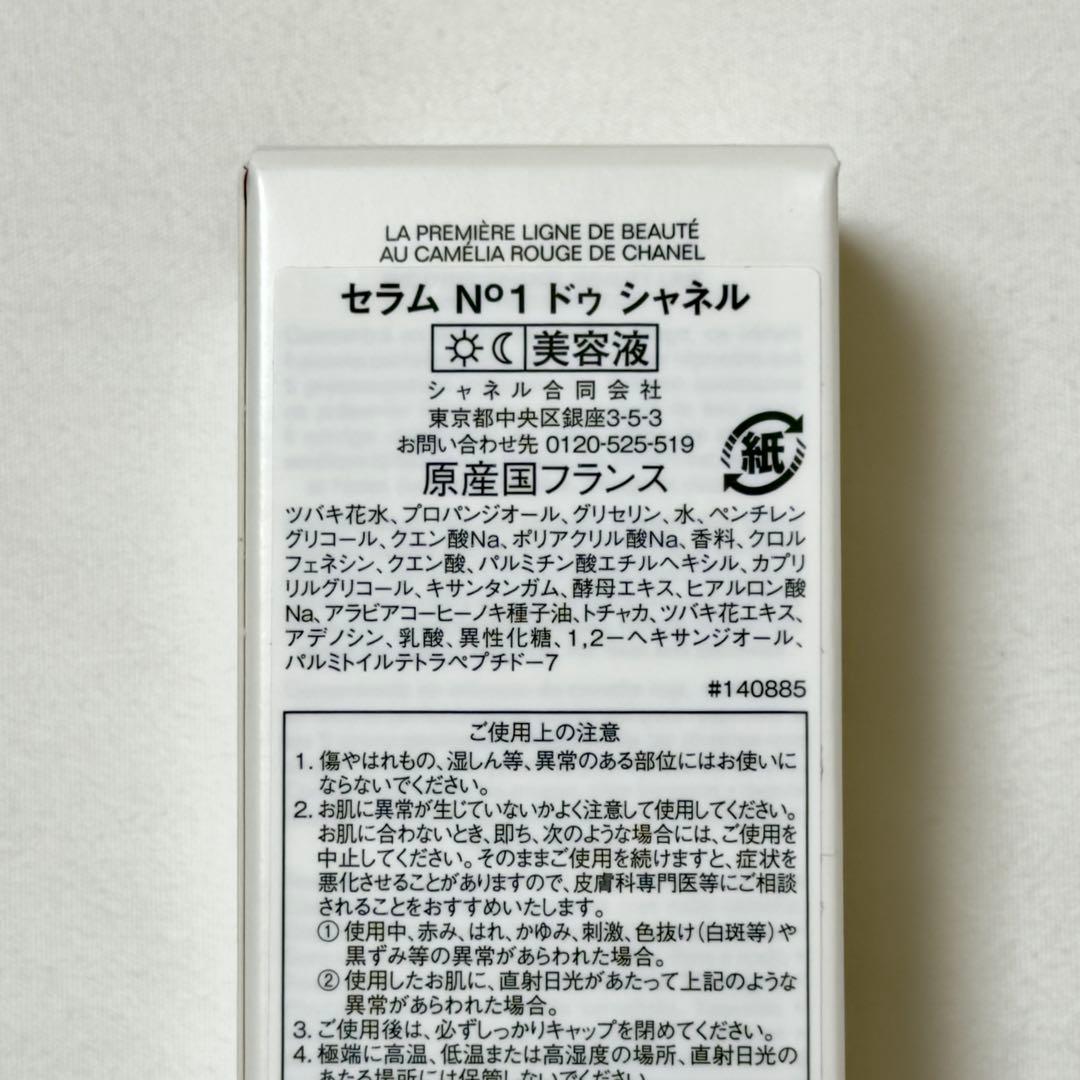 LA PREMIÈRE LIGNE DE BEAUTÉ
AU CAMÉLIA ROUGE DE CHANEL
セラム Nº1 ドゥ シャネル
美容液
シャネル合同会社
東京都中央区銀座3-5-3
お問い合わせ先 0120-525-519
紙
原産国フランス
ツバキ花水、プロパンジオール、グリセリン、水、ペンチレン
グリコール、クエン酸Na、ポリアクリル酸Na、香料、クロル
フェネシン、クエン酸、パルミチン酸エチルヘキシル、カプリ
リルグリコール、キサンタンガム、酵母エキス、ヒアルロン酸
Na、アラビアコーヒーノキ種子油、トチャカ、ツバキ花エキス、
アデノシン、乳酸、異性化糖、1,2－ヘキサンジオール、
パルミトイルテトラペプチド－7
#140885
ご使用上の注意
1. 傷やはれもの、湿しん等、異常のある部位にはお使いに
ならないでください。
2. お肌に異常が生じていないかよく注意して使用してください。
お肌に合わないとき、即ち、次のような場合には、ご使用を
中止してください。そのままご使用を続けますと、症状を
悪化させることがありますので、皮膚科専門医等にご相談
されることをおすすめいたします。
① 使用中、赤み、はれ、かゆみ、刺激、色抜け（白斑等）や
黒ずみ等の異常があらわれた場合。
② 使用したお肌に、直射日光があたって上記のような
異常があらわれた場合。
3. ご使用後は、必ずしっかりキャップを閉めてください。
4. 極端に高温、低温または高湿度の場所、直射日光の
あたる場所には保管しないでください。